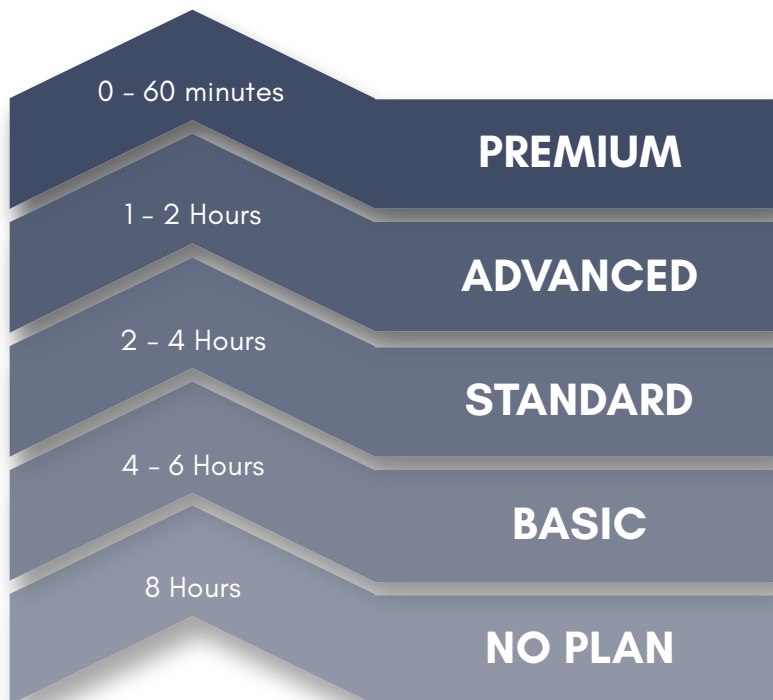 0 - 60 minutes
PREMIUM
1 - 2 Hours
ADVANCED
2 - 4 Hours
STANDARD
4 - 6 Hours
BASIC
8 Hours
NO PLAN